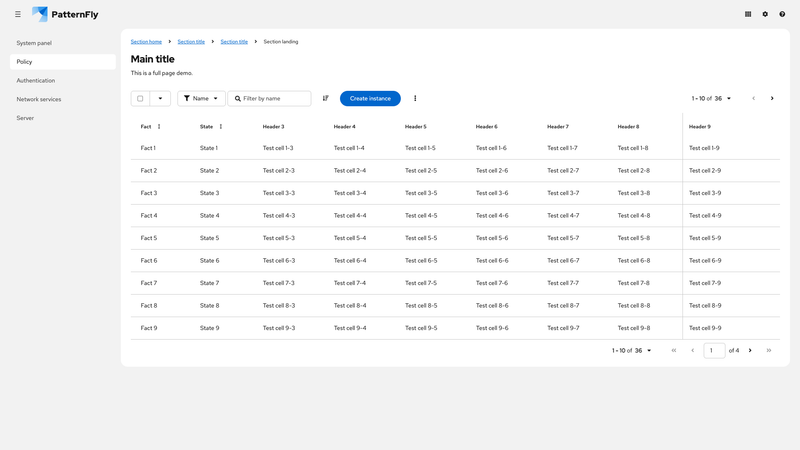 PatternFly
System panel
Policy
Authentication
Network services
Server
Section home Section title Section title Section landing
Main title
This is a full page demo.
Name Filter by name Create instance 1 - 10 of 36
Fact State Header 3 Header 4 Header 5 Header 6 Header 7 Header 8 Header 9
Fact 1 State 1 Test cell 1-3 Test cell 1-4 Test cell 1-5 Test cell 1-6 Test cell 1-7 Test cell 1-8 Test cell 1-9
Fact 2 State 2 Test cell 2-3 Test cell 2-4 Test cell 2-5 Test cell 2-6 Test cell 2-7 Test cell 2-8 Test cell 2-9
Fact 3 State 3 Test cell 3-3 Test cell 3-4 Test cell 3-5 Test cell 3-6 Test cell 3-7 Test cell 3-8 Test cell 3-9
Fact 4 State 4 Test cell 4-3 Test cell 4-4 Test cell 4-5 Test cell 4-6 Test cell 4-7 Test cell 4-8 Test cell 4-9
Fact 5 State 5 Test cell 5-3 Test cell 5-4 Test cell 5-5 Test cell 5-6 Test cell 5-7 Test cell 5-8 Test cell 5-9
Fact 6 State 6 Test cell 6-3 Test cell 6-4 Test cell 6-5 Test cell 6-6 Test cell 6-7 Test cell 6-8 Test cell 6-9
Fact 7 State 7 Test cell 7-3 Test cell 7-4 Test cell 7-5 Test cell 7-6 Test cell 7-7 Test cell 7-8 Test cell 7-9
Fact 8 State 8 Test cell 8-3 Test cell 8-4 Test cell 8-5 Test cell 8-6 Test cell 8-7 Test cell 8-8 Test cell 8-9
Fact 9 State 9 Test cell 9-3 Test cell 9-4 Test cell 9-5 Test cell 9-6 Test cell 9-7 Test cell 9-8 Test cell 9-9
1 - 10 of 36 1 of 4